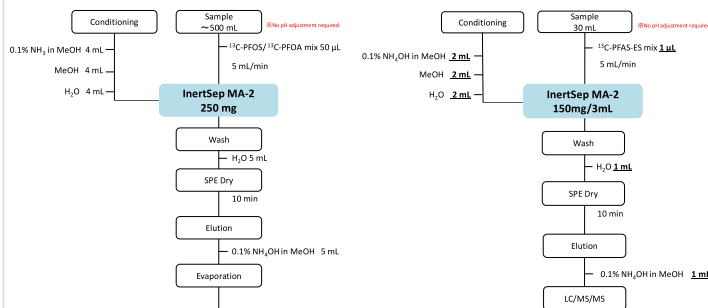 Conditioning
Sample
～500 mL
※No pH adjustment required.
0.1% NH₃ in MeOH 4 mL
MeOH 4 mL
H₂O 4 mL
¹³C-PFOS/¹³C-PFOA mix 50 μL
5 mL/min
InertSep MA-2
250 mg
Wash
H₂O 5 mL
SPE Dry
10 min
Elution
0.1% NH₄OH in MeOH 5 mL
Evaporation
Conditioning
Sample
30 mL
※No pH adjustment required
0.1% NH₄OH in MeOH 2 mL
MeOH 2 mL
H₂O 2 mL
¹³C-PFAS-ES mix 1 μL
5 mL/min
InertSep MA-2
150mg/3mL
Wash
H₂O 1 mL
SPE Dry
10 min
Elution
0.1% NH₄OH in MeOH 1 ml
LC/MS/MS